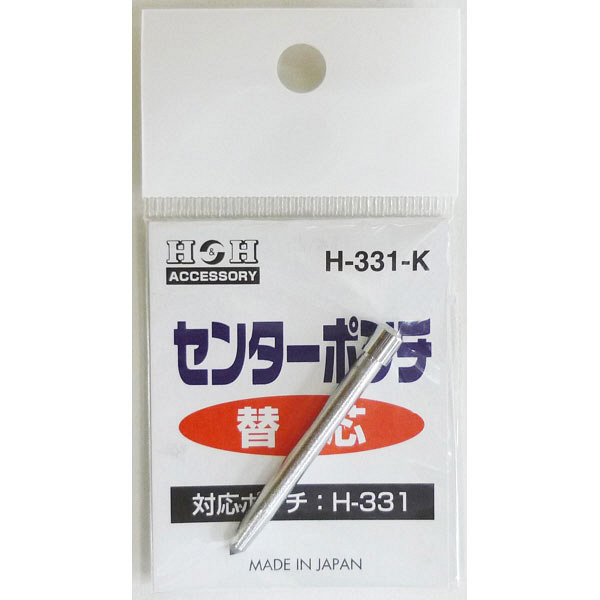 H&H
ACCESSORY
H-331-K
センターポンチ
替芯
対応ポンチ：H-331
MADE IN JAPAN